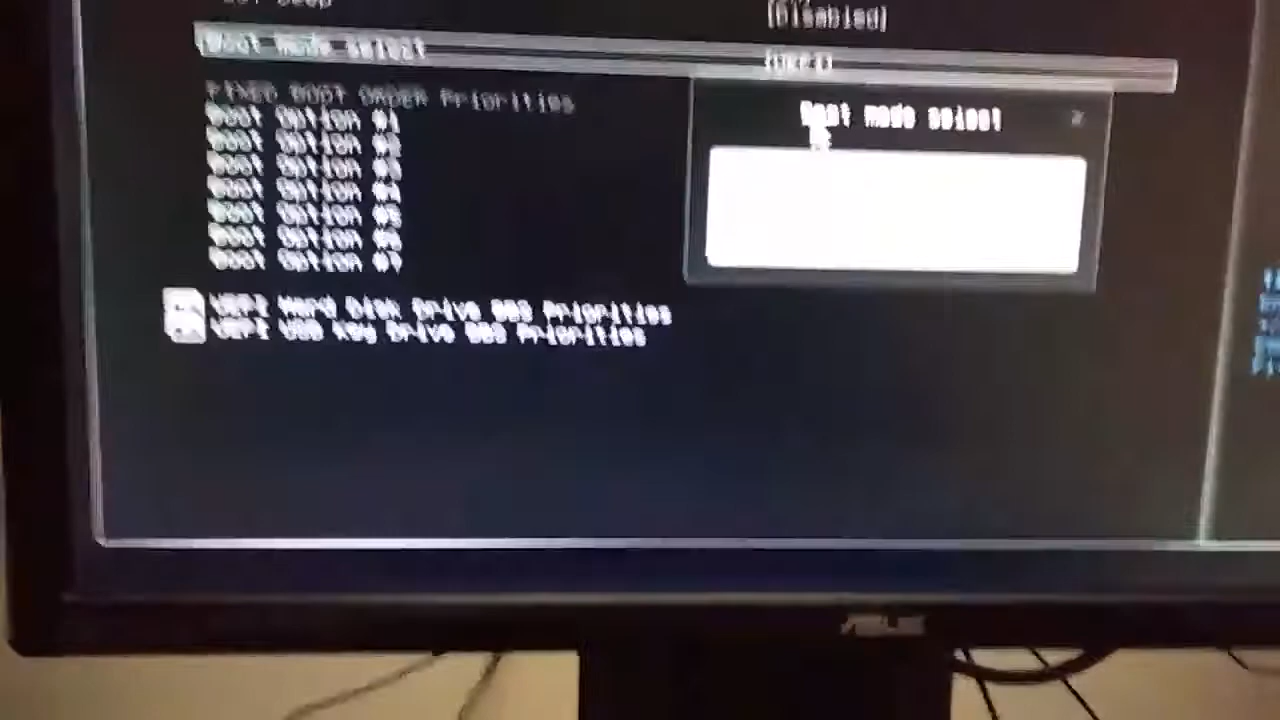 [Disabled]
Boot mode select
[UEFI]
FIXED BOOT ORDER Priorities
Boot mode select
Boot Option #1
Boot Option #2
Boot Option #3
Boot Option #4
Boot Option #5
Boot Option #6
Boot Option #7
UEFI Hard Disk Drive BBS Priorities
UEFI USB Key Drive BBS Priorities
ASUS